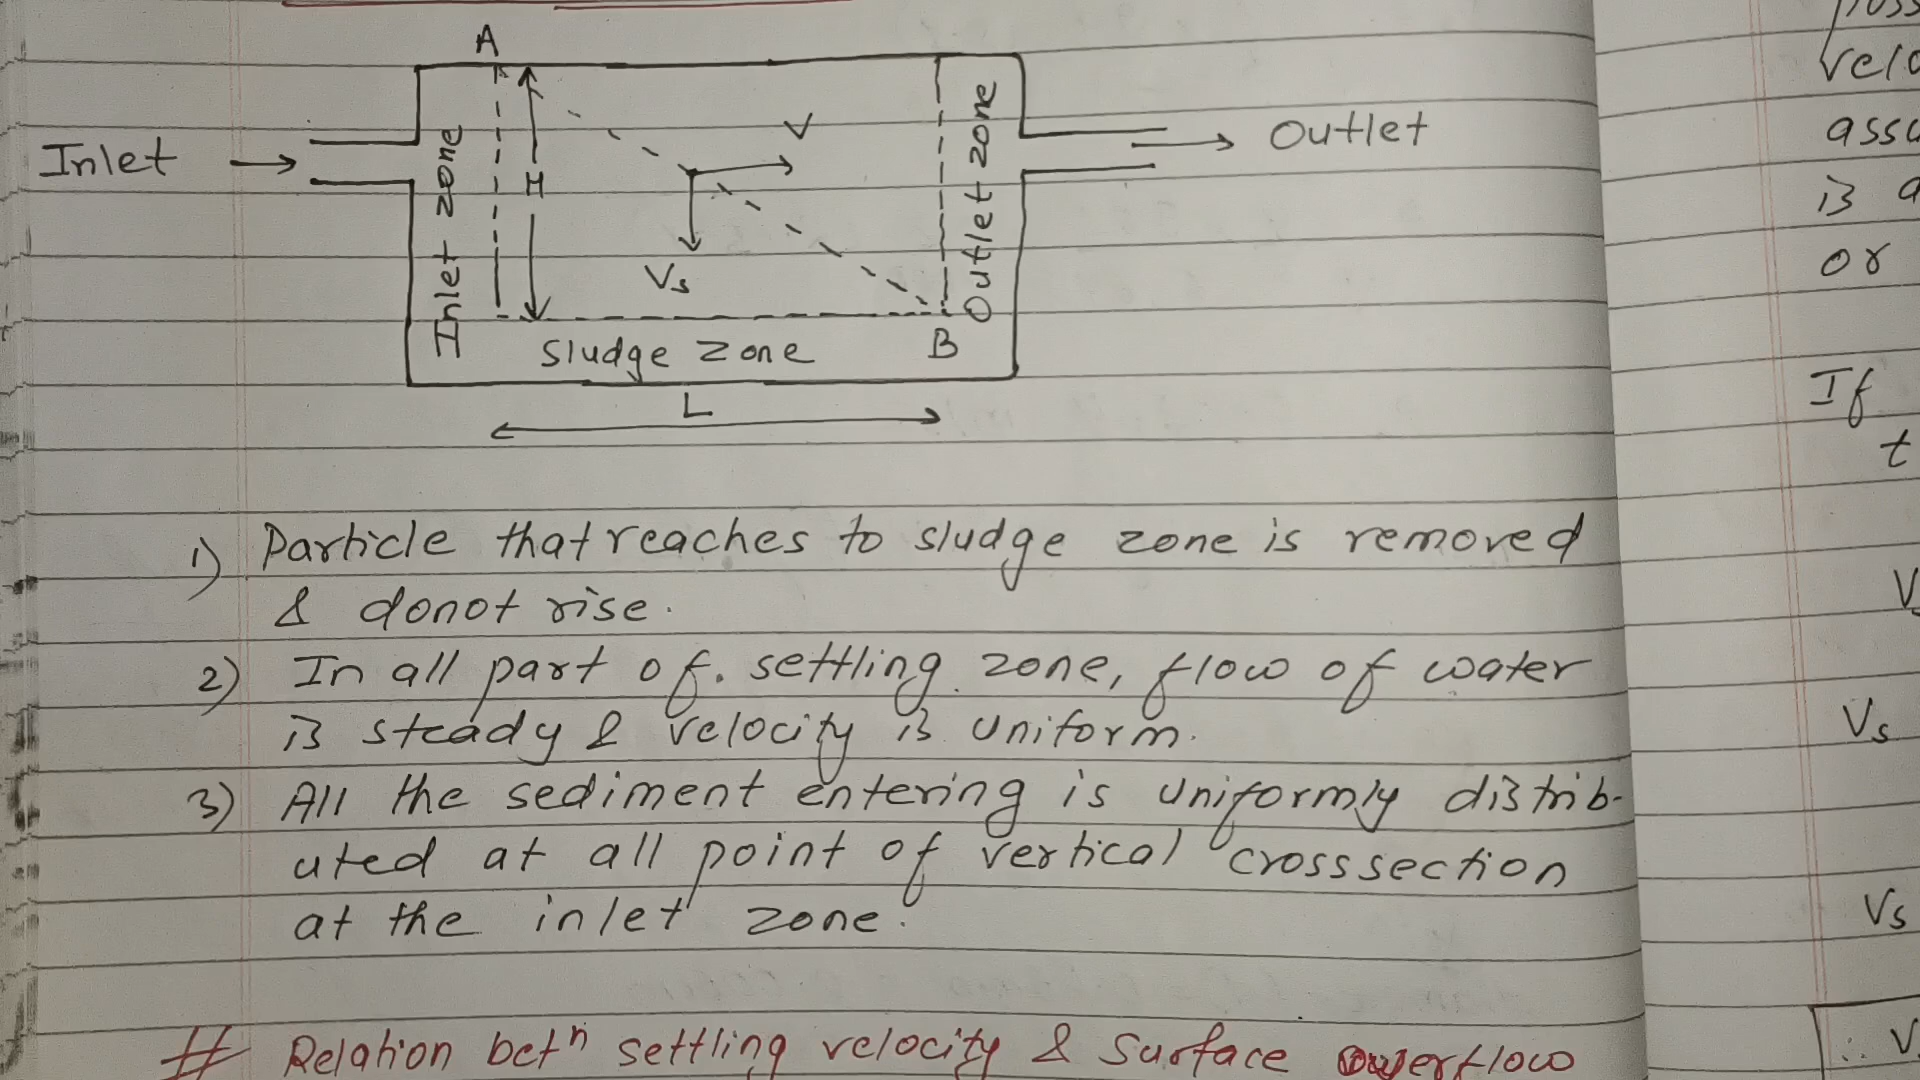 A
Inlet
Inlet zone
H
V
Vs
Outlet zone
Outlet
Sludge zone
B
L
1) Particle that reaches to sludge zone is removed
& donot rise.
2) In all part of. settling zone, flow of water
is steady & velocity is uniform.
3) All the sediment entering is uniformly distrib-
uted at all point of vertical crosssection
at the inlet zone.
# Relation betn settling velocity & surface overflow
is
or
If
t
Vs
Vs